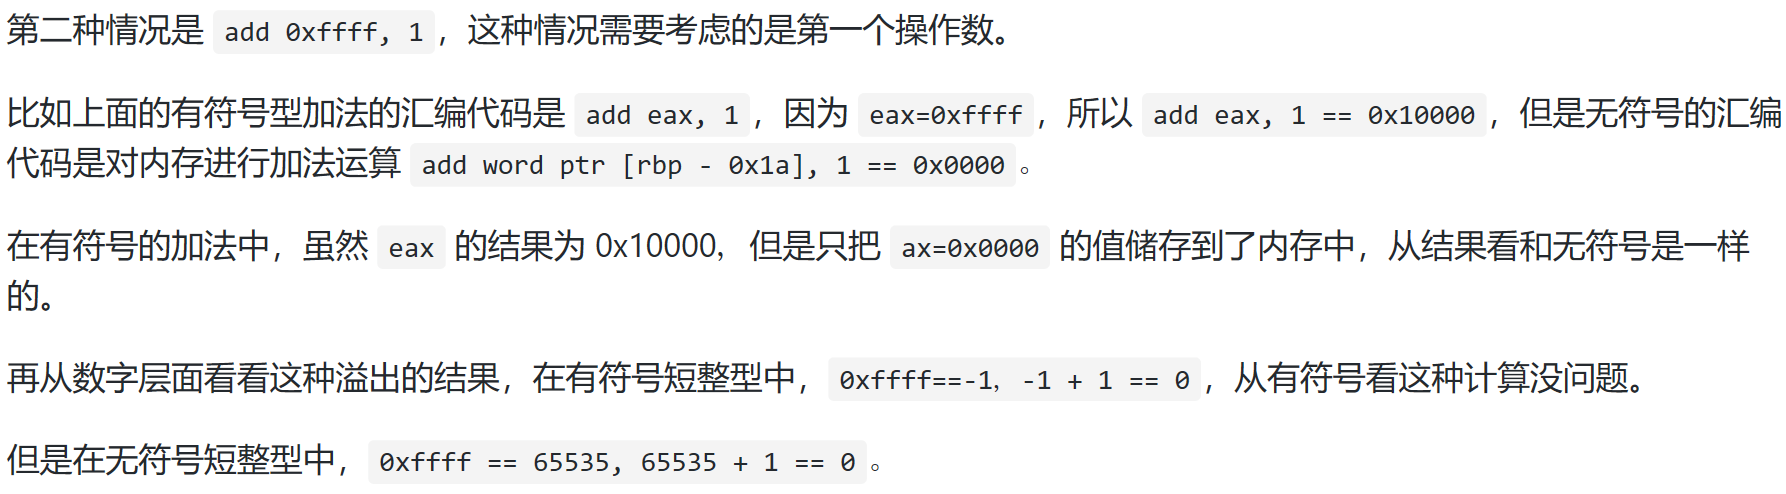 第二种情况是 add 0xffff, 1，这种情况需要考虑的是第一个操作数。
比如上面的有符号型加法的汇编代码是 add eax, 1，因为 eax=0xffff，所以 add eax, 1 == 0x10000，但是无符号的汇编
代码是对内存进行加法运算 add word ptr [rbp - 0x1a], 1 == 0x0000。
在有符号的加法中，虽然 eax 的结果为 0x10000，但是只把 ax=0x0000 的值储存到了内存中，从结果看和无符号是一样
的。
再从数字层面看看这种溢出的结果，在有符号短整型中，0xffff==-1，-1 + 1 == 0，从有符号看这种计算没问题。
但是在无符号短整型中，0xffff == 65535, 65535 + 1 == 0。